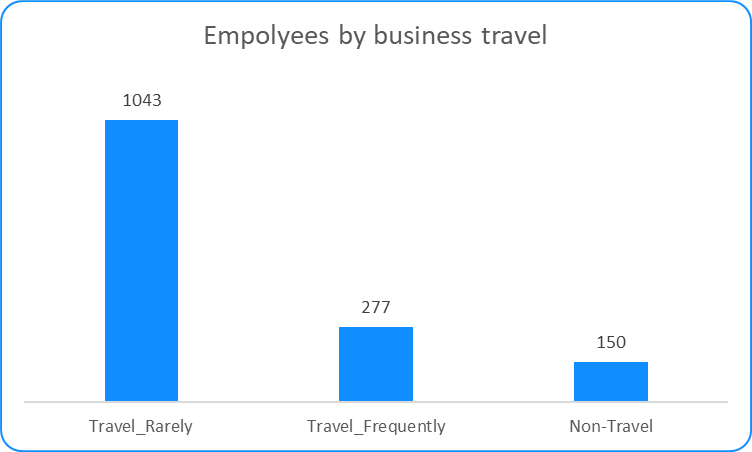 Empolyees by business travel
1043
277
150
Travel_Rarely
Travel_Frequently
Non-Travel